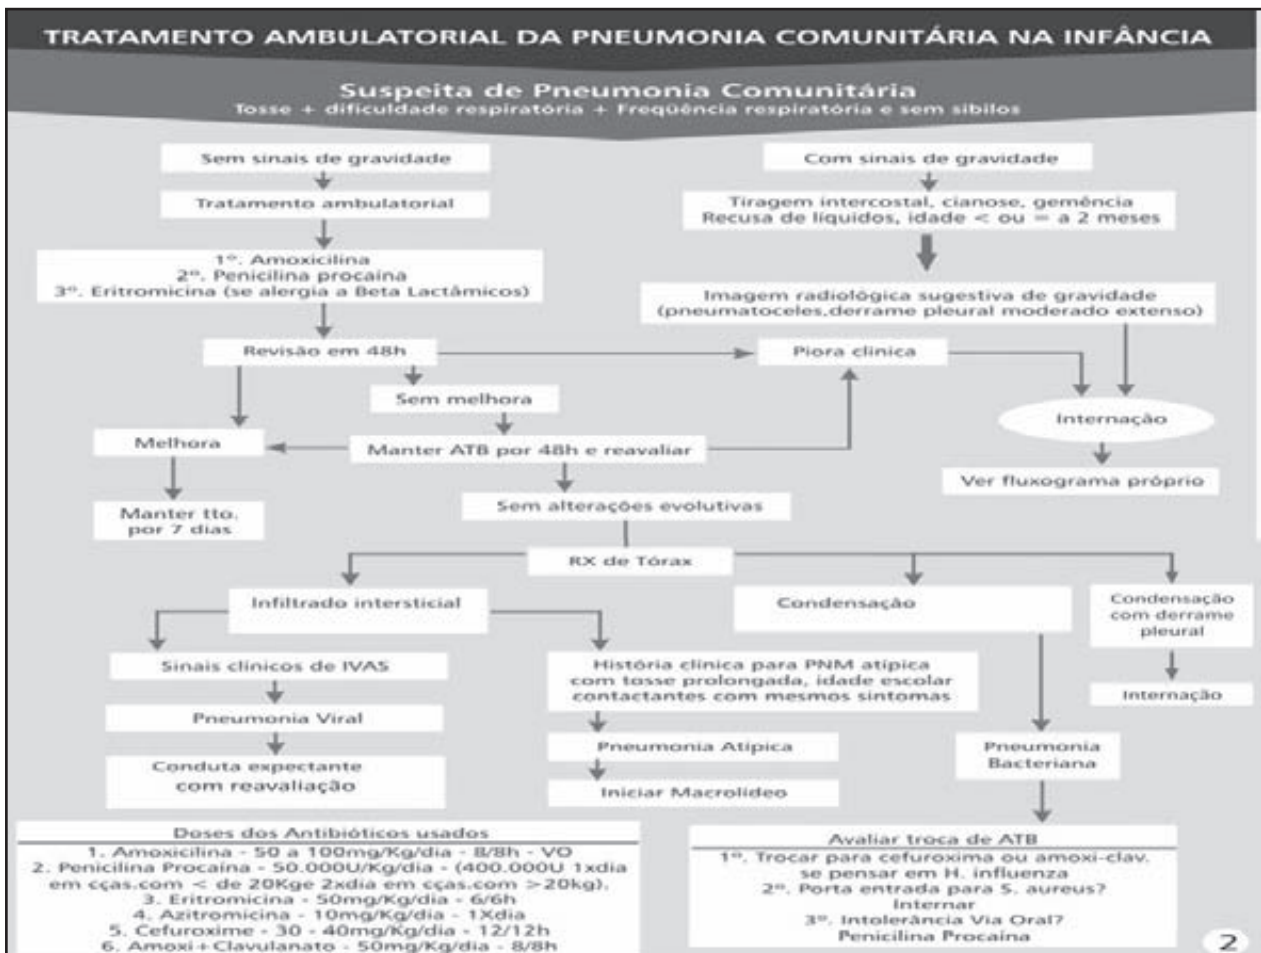 TRATAMENTO AMBULATORIAL DA PNEUMONIA COMUNITÁRIA NA INFÂNCIA
Suspeita de Pneumonia Comunitária
Tosse + dificuldade respiratória + Freqüência respiratória e sem sibilos
Sem sinais de gravidade
Com sinais de gravidade
Tratamento ambulatorial
Tiragem intercostal, cianose, gemência
Recusa de líquidos, idade < ou = a 2 meses
1º. Amoxicilina
2º. Penicilina procaína
3º. Eritromicina (se alergia a Beta Lactâmicos)
Imagem radiológica sugestiva de gravidade
(pneumatoceles,derrame pleural moderado extenso)
Revisão em 48h
Piora clínica
Sem melhora
Internação
Melhora
Manter ATB por 48h e reavaliar
Ver fluxograma próprio
Manter tto.
por 7 dias
Sem alterações evolutivas
RX de Tórax
Infiltrado intersticial
Condensação
Condensação
com derrame
pleural
Sinais clínicos de IVAS
História clínica para PNM atípica
com tosse prolongada, idade escolar
contactantes com mesmos sintomas
Internação
Pneumonia Viral
Pneumonia Atípica
Pneumonia
Bacteriana
Conduta expectante
com reavaliação
Iniciar Macrolídeo
Doses dos Antibióticos usados
1. Amoxicilina - 50 a 100mg/Kg/dia - 8/8h - VO
2. Penicilina Procaína - 50.000U/Kg/dia - (400.000U 1xdia
em cças.com < de 20Kge 2xdia em cças.com >20kg).
3. Eritromicina - 50mg/Kg/dia - 6/6h
4. Azitromicina - 10mg/Kg/dia - 1Xdia
5. Cefuroxime - 30 - 40mg/Kg/dia - 12/12h
6. Amoxi+Clavulanato - 50mg/Kg/dia - 8/8h
Avaliar troca de ATB
1º. Trocar para cefuroxima ou amoxi-clav.
se pensar em H. influenza
2º. Porta entrada para S. aureus?
Internar
3º. Intolerância Via Oral?
Penicilina Procaína
2